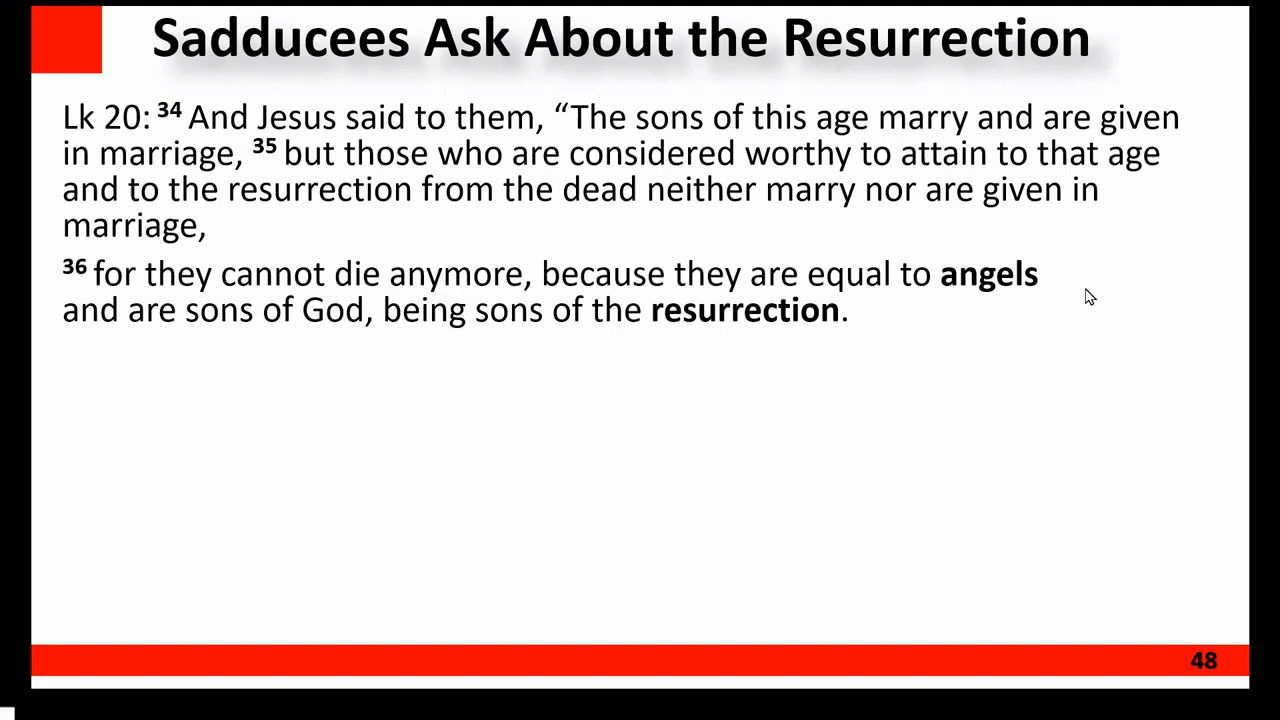 Sadducees Ask About the Resurrection
Lk 20: 34 And Jesus said to them, “The sons of this age marry and are given
in marriage, 35 but those who are considered worthy to attain to that age
and to the resurrection from the dead neither marry nor are given in
marriage,
36 for they cannot die anymore, because they are equal to angels
and are sons of God, being sons of the resurrection.
48